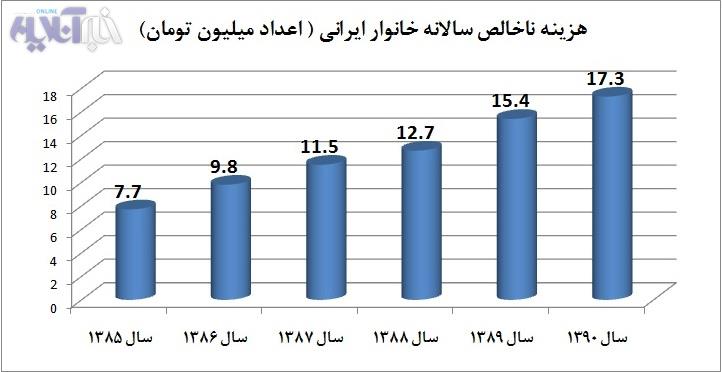 ONLINE
خبرآنلاین
هزینه ناخالص سالانه خانوار ایرانی ( اعداد میلیون تومان)
18
16
14
12
10
8
6
4
2
0
7.7
9.8
11.5
12.7
15.4
17.3
سال ۱۳۸۵
سال ۱۳۸۶
سال ۱۳۸۷
سال ۱۳۸۸
سال ۱۳۸۹
سال ۱۳۹۰